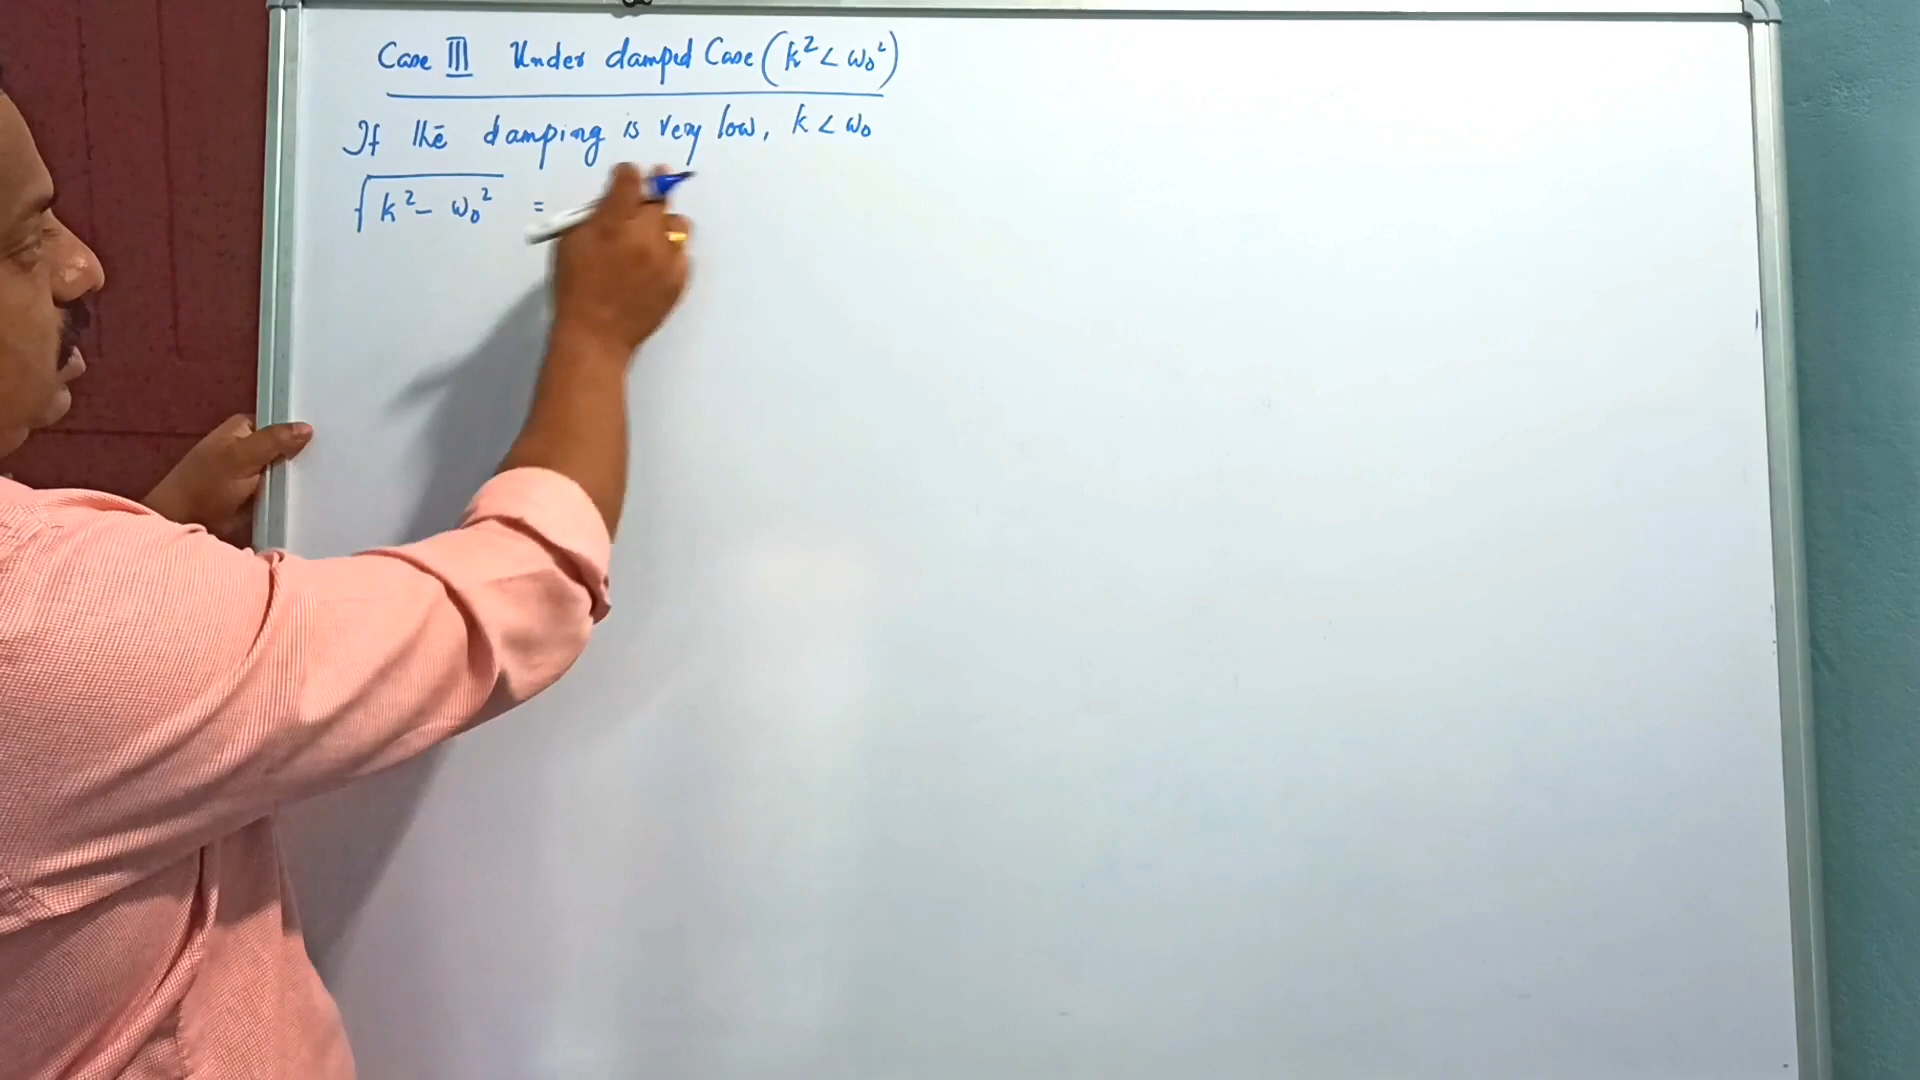 Case III Under damped Case (k² < ω₀²)
If the damping is very low, k < ω₀
√(k² - ω₀²) =